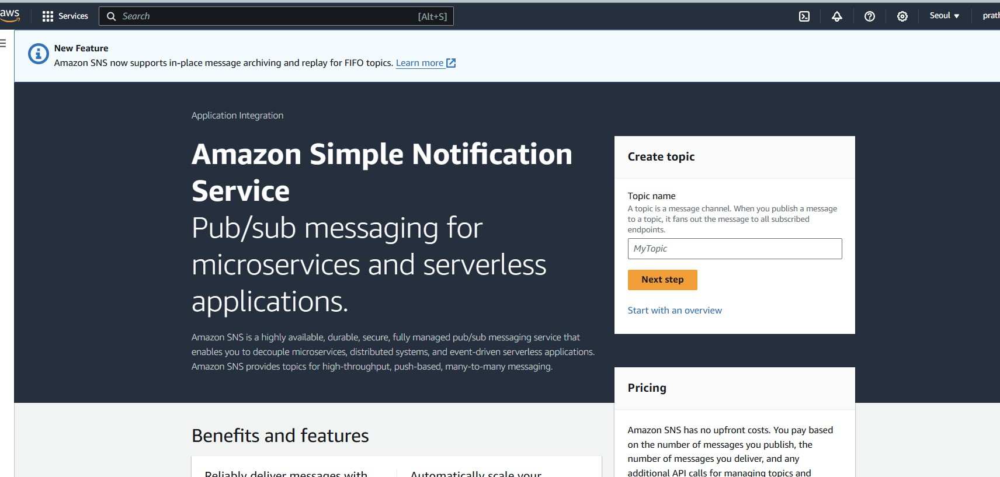 aws
Services
Search
[Alt+S]
Seoul
New Feature
Amazon SNS now supports in-place message archiving and replay for FIFO topics. Learn more
Application Integration
Amazon Simple Notification
Service
Pub/sub messaging for
microservices and serverless
applications.
Amazon SNS is a highly available, durable, secure, fully managed pub/sub messaging service that
enables you to decouple microservices, distributed systems, and event-driven serverless applications.
Amazon SNS provides topics for high-throughput, push-based, many-to-many messaging.
Create topic
Topic name
A topic is a message channel. When you publish a message
to a topic, it fans out the message to all subscribed
endpoints.
MyTopic
Next step
Start with an overview
Pricing
Amazon SNS has no upfront costs. You pay based
on the number of messages you publish, the
number of messages you deliver, and any
additional API calls for managing topics and
Benefits and features
Reliably deliver messages with
Automatically scale your